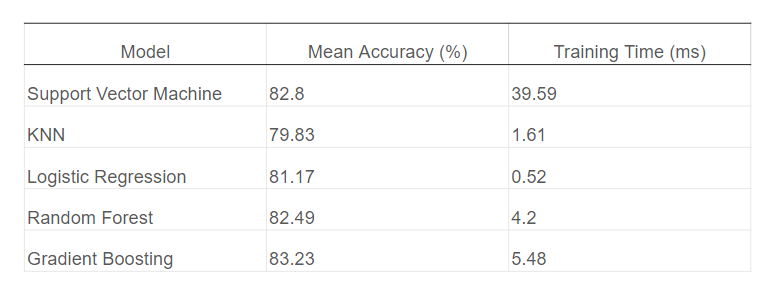 Model Mean Accuracy (%) Training Time (ms)
Support Vector Machine 82.8 39.59
KNN 79.83 1.61
Logistic Regression 81.17 0.52
Random Forest 82.49 4.2
Gradient Boosting 83.23 5.48